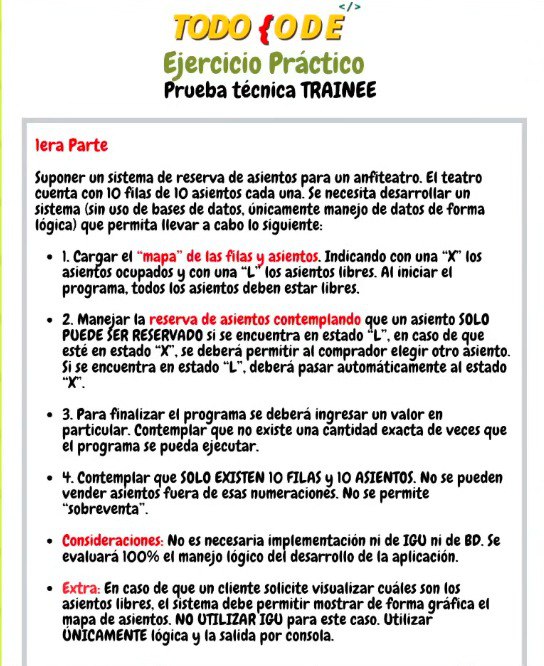 </>
TODO {ODE
Ejercicio Práctico
Prueba técnica TRAINEE
1era Parte
Suponer un sistema de reserva de asientos para un anfiteatro. El teatro
cuenta con 10 filas de 10 asientos cada una. Se necesita desarrollar un
sistema (sin uso de bases de datos, únicamente manejo de datos de forma
lógica) que permita llevar a cabo lo siguiente:
• 1. Cargar el “mapa” de las filas y asientos. Indicando con una “X” los
asientos ocupados y con una “L” los asientos libres. Al iniciar el
programa, todos los asientos deben estar libres.
• 2. Manejar la reserva de asientos contemplando que un asiento SOLO
PUEDE SER RESERVADO si se encuentra en estado “L”, en caso de que
esté en estado “X”, se deberá permitir al comprador elegir otro asiento.
Si se encuentra en estado “L”, deberá pasar automáticamente al estado
“X”.
• 3. Para finalizar el programa se deberá ingresar un valor en
particular. Contemplar que no existe una cantidad exacta de veces que
el programa se pueda ejecutar.
• 4. Contemplar que SOLO EXISTEN 10 FILAS y 10 ASIENTOS. No se pueden
vender asientos fuera de esas numeraciones. No se permite
“sobreventa”.
• Consideraciones: No es necesaria implementación ni de IGU ni de BD. Se
evaluará 100% el manejo lógico del desarrollo de la aplicación.
• Extra: En caso de que un cliente solicite visualizar cuáles son los
asientos libres, el sistema debe permitir mostrar de forma gráfica el
mapa de asientos. NO UTILIZAR IGU para este caso. Utilizar
ÚNICAMENTE lógica y la salida por consola.